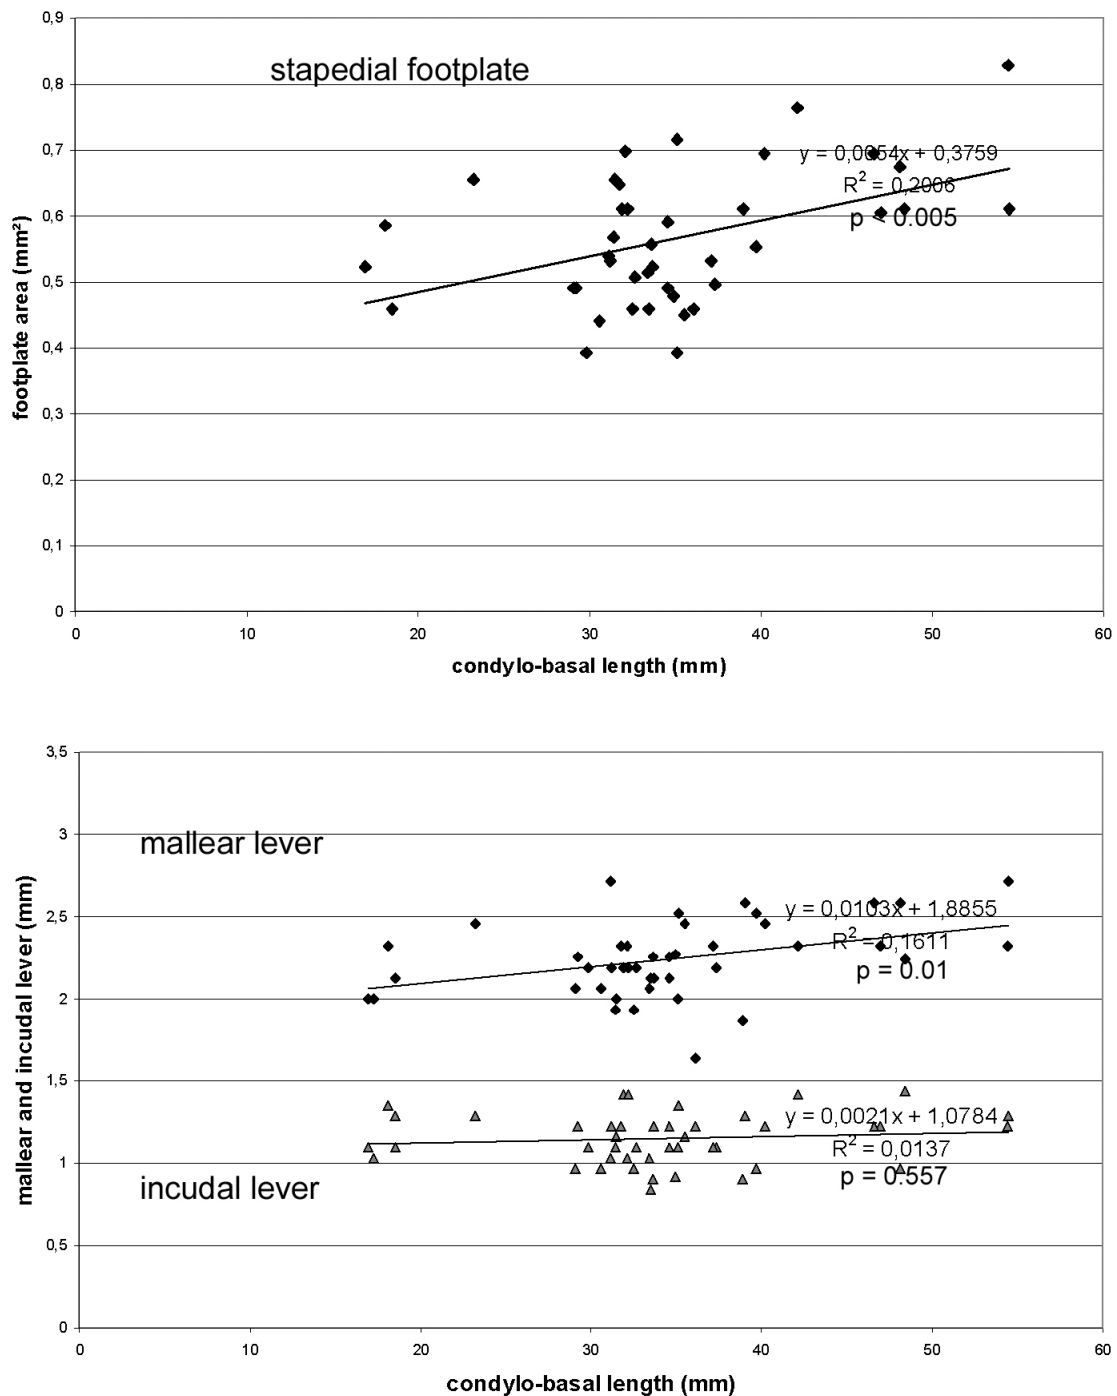 0,9
stapedial footplate
0,8
0,7
y = 0,0054x + 0,3759
R² = 0,2006
0,6
p < 0.005
0,5
0,4
0,3
0,2
0,1
0
footplate area (mm²)
0 10 20 30 40 50 60
condylo-basal length (mm)
3,5
3
mallear lever
2,5
y = 0,0103x + 1,8855
R² = 0,1611
p = 0.01
2
1,5
y = 0,0021x + 1,0784
R² = 0,0137
1
p = 0.557
incudal lever
0,5
0
mallear and incudal lever (mm)
0 10 20 30 40 50 60
condylo-basal length (mm)